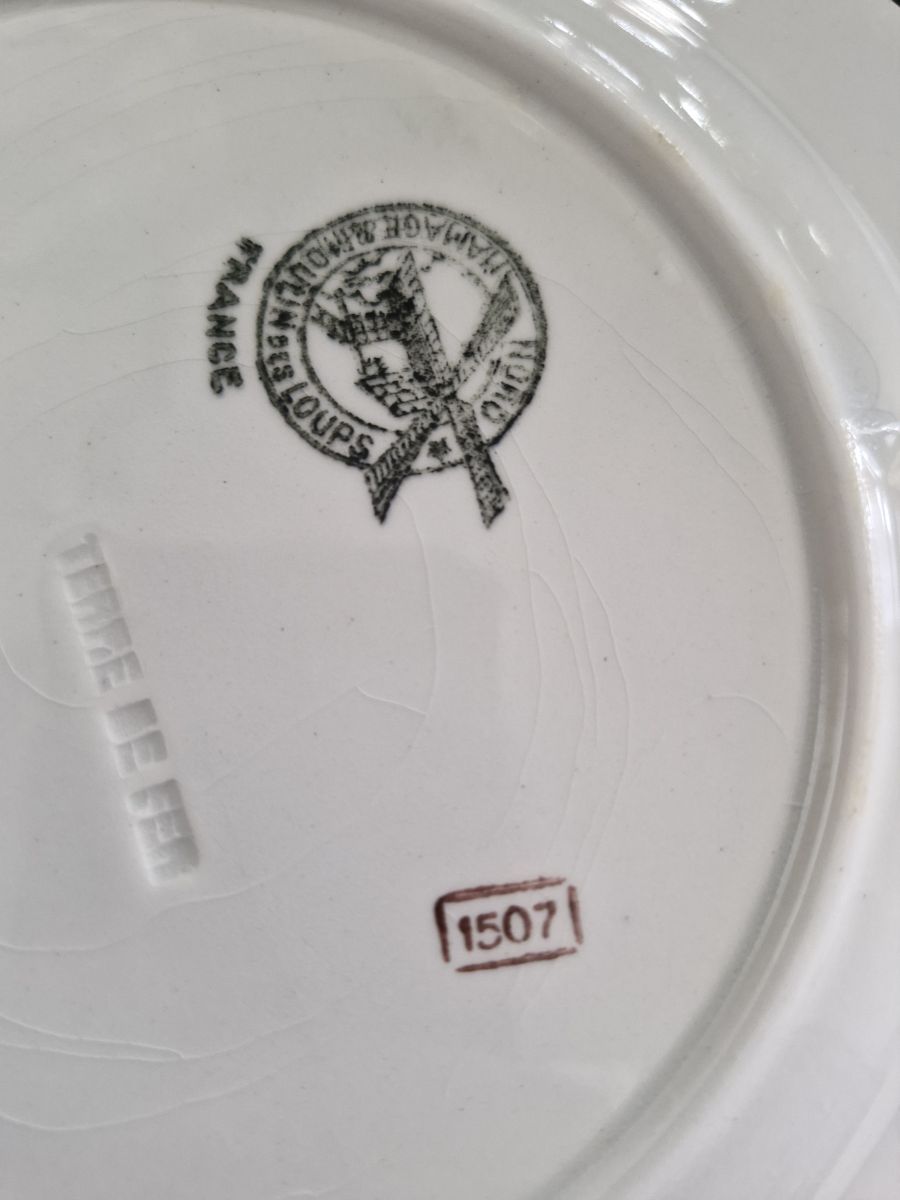 HAMAGE & MOULIN DES LOUPS
NORD
FRANCE
TERRE DE FER
1507